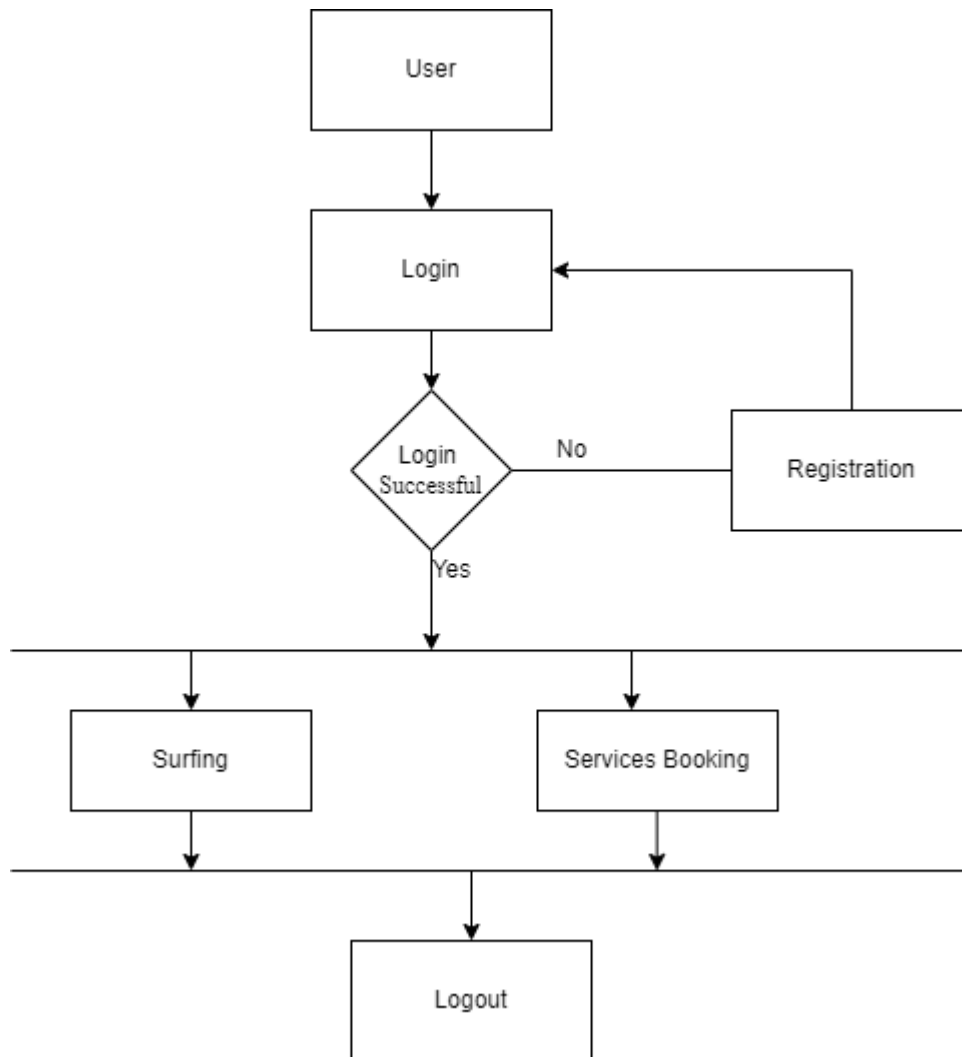 User
Login
Login
Successful
No
Registration
Yes
Surfing
Services Booking
Logout